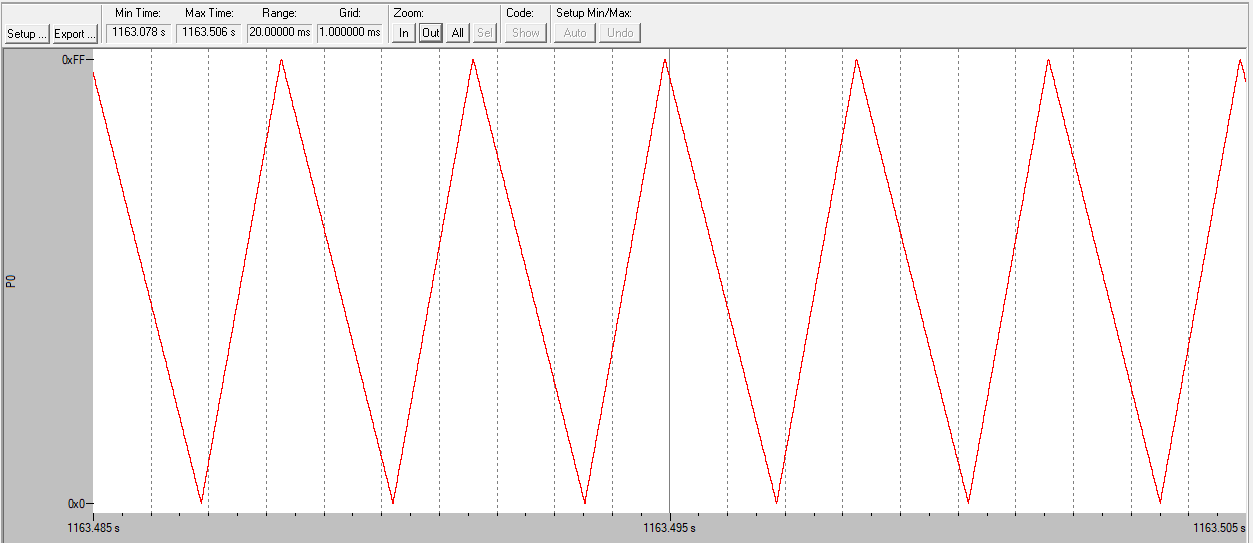 Min Time: Max Time: Range: Grid: Zoom: Code: Setup Min/Max:
Setup ... Export ... 1163.078 s 1163.506 s 20.00000 ms 1.000000 ms In Out All Sel Show Auto Undo
0xFF
P0
0x0
1163.485 s 1163.495 s 1163.505 s